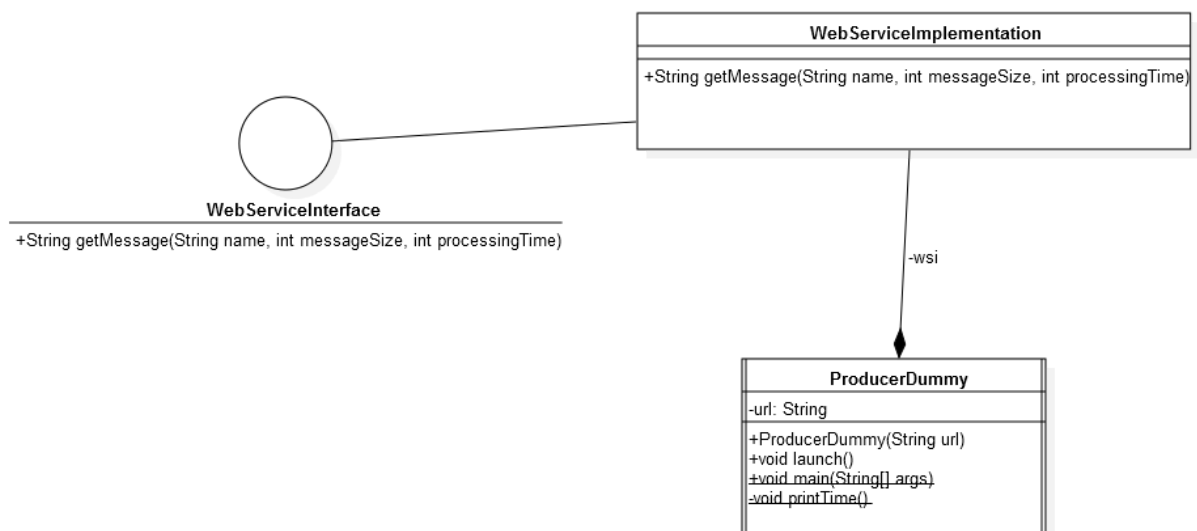 WebServiceImplementation
+String getMessage(String name, int messageSize, int processingTime)
WebServiceInterface
+String getMessage(String name, int messageSize, int processingTime)
-wsi
ProducerDummy
-url: String
+ProducerDummy(String url)
+void launch()
+void main(String[] args)
-void printTime()